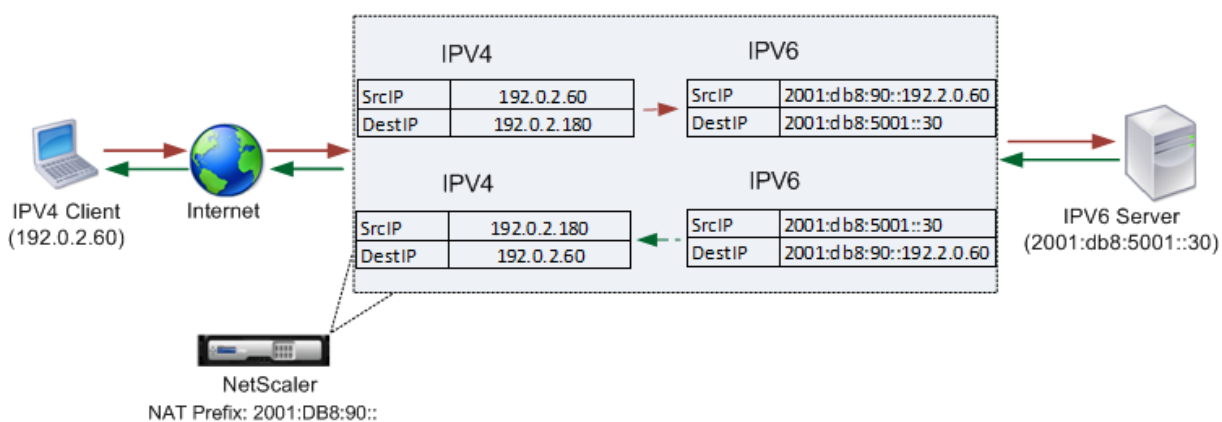 IPV4 IPV6
SrcIP 192.0.2.60 SrcIP 2001:db8:90::192.2.0.60
DestIP 192.0.2.180 DestIP 2001:db8:5001::30
IPV4 IPV6
SrcIP 192.0.2.180 SrcIP 2001:db8:5001::30
DestIP 192.0.2.60 DestIP 2001:db8:90::192.2.0.60
IPV4 Client
(192.0.2.60)
Internet
IPV6 Server
(2001:db8:5001::30)
NetScaler
NAT Prefix: 2001:DB8:90::